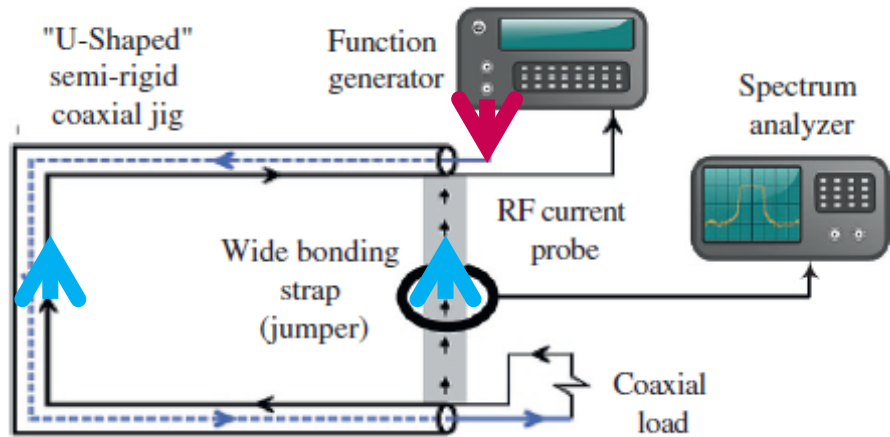 "U-Shaped"
semi-rigid
coaxial jig
Function
generator
Spectrum
analyzer
RF current
probe
Wide bonding
strap
(jumper)
Coaxial
load